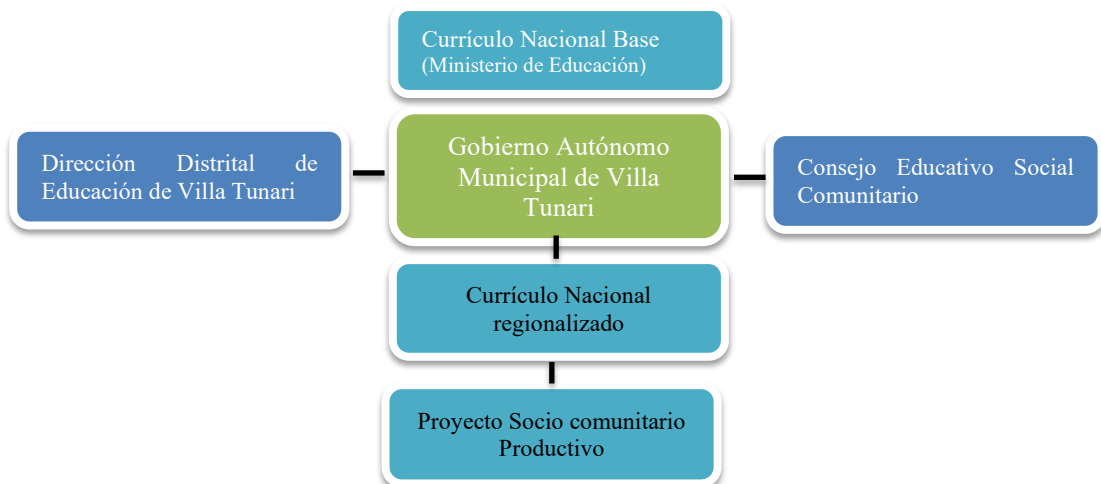 Currículo Nacional Base
(Ministerio de Educación)
Dirección Distrital de
Educación de Villa Tunari
Gobierno Autónomo
Municipal de Villa
Tunari
Consejo Educativo Social
Comunitario
Currículo Nacional
regionalizado
Proyecto Socio comunitario
Productivo